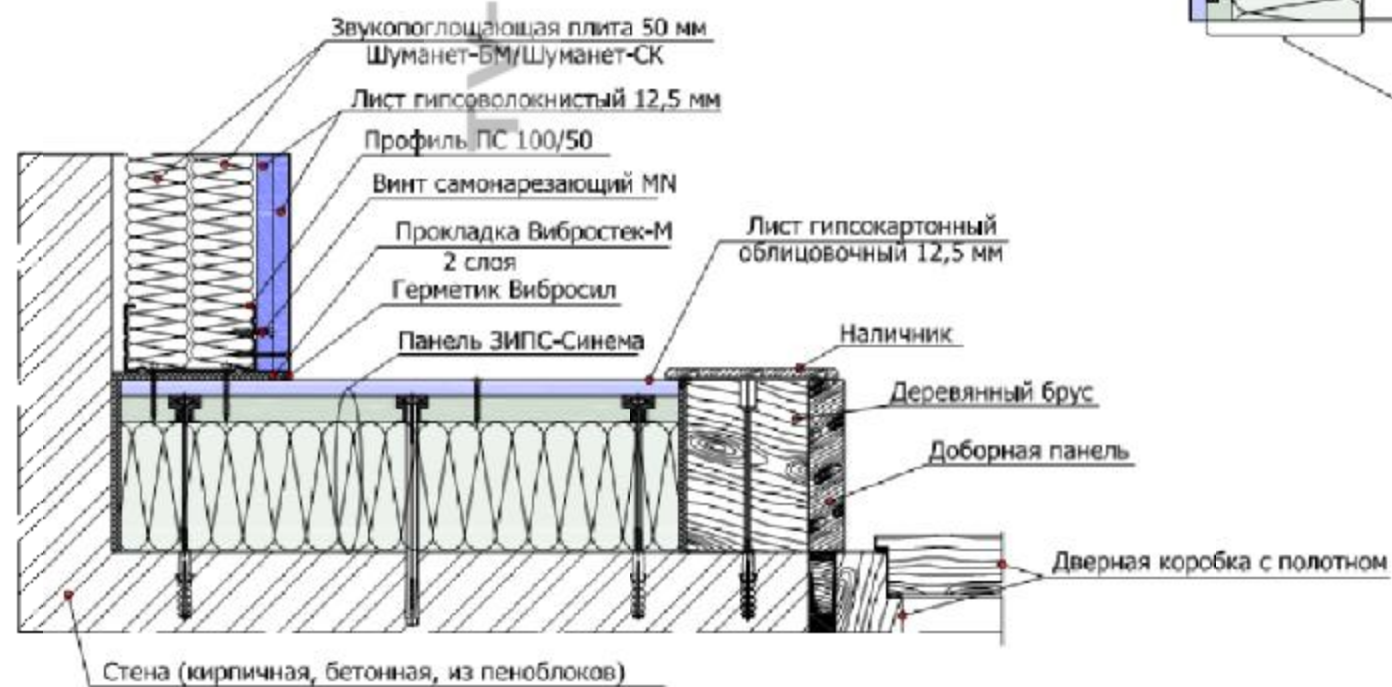 Звукопоглощающая плита 50 мм
Шуманет-БМ/Шуманет-СК
Лист гипсоволокнистый 12,5 мм
Профиль ПС 100/50
Винт самонарезающий MN
Прокладка Вибростек-М
2 слоя
Герметик Вибросил
Панель ЗИПС-Синема
Лист гипсокартонный
облицовочный 12,5 мм
Наличник
Деревянный брус
Доборная панель
Дверная коробка с полотном
Стена (кирпичная, бетонная, из пеноблоков)